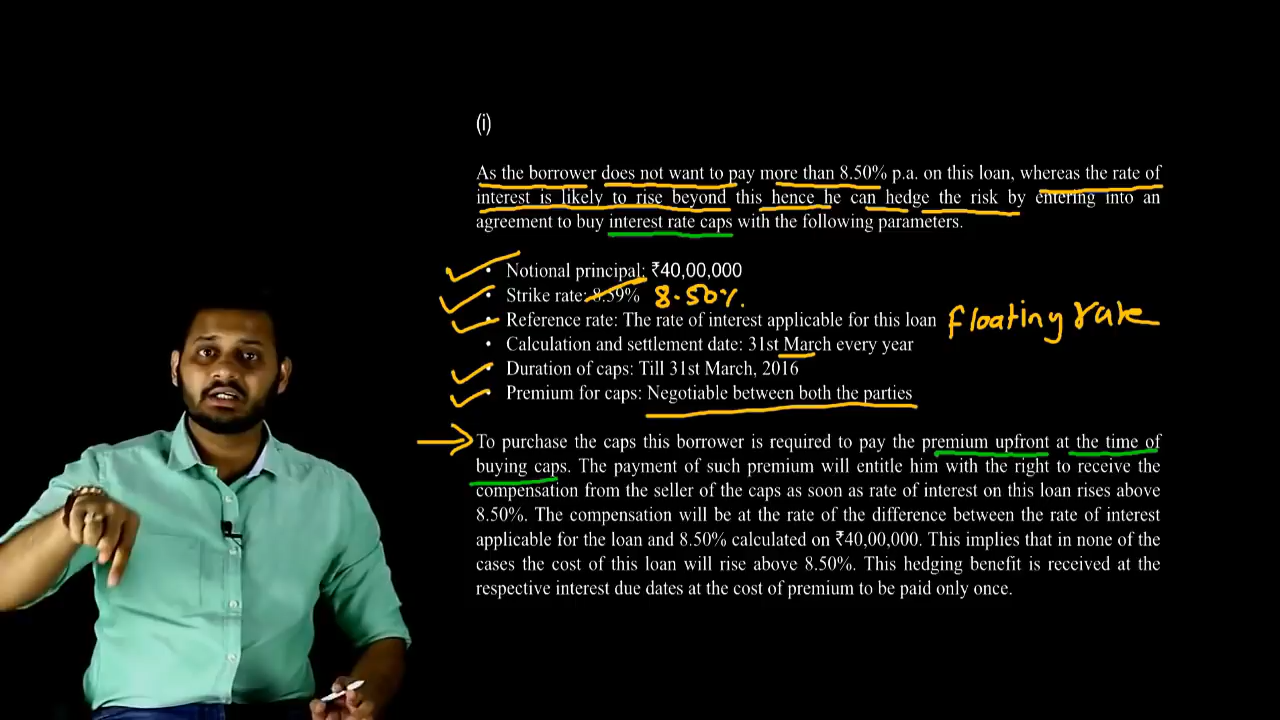 (i)
As the borrower does not want to pay more than 8.50% p.a. on this loan, whereas the rate of
interest is likely to rise beyond this hence he can hedge the risk by entering into an
agreement to buy interest rate caps with the following parameters.
• Notional principal: ₹40,00,000
• Strike rate: 8.59% 8.50%.
• Reference rate: The rate of interest applicable for this loan floating rate
• Calculation and settlement date: 31st March every year
• Duration of caps: Till 31st March, 2016
• Premium for caps: Negotiable between both the parties
To purchase the caps this borrower is required to pay the premium upfront at the time of
buying caps. The payment of such premium will entitle him with the right to receive the
compensation from the seller of the caps as soon as rate of interest on this loan rises above
8.50%. The compensation will be at the rate of the difference between the rate of interest
applicable for the loan and 8.50% calculated on ₹40,00,000. This implies that in none of the
cases the cost of this loan will rise above 8.50%. This hedging benefit is received at the
respective interest due dates at the cost of premium to be paid only once.